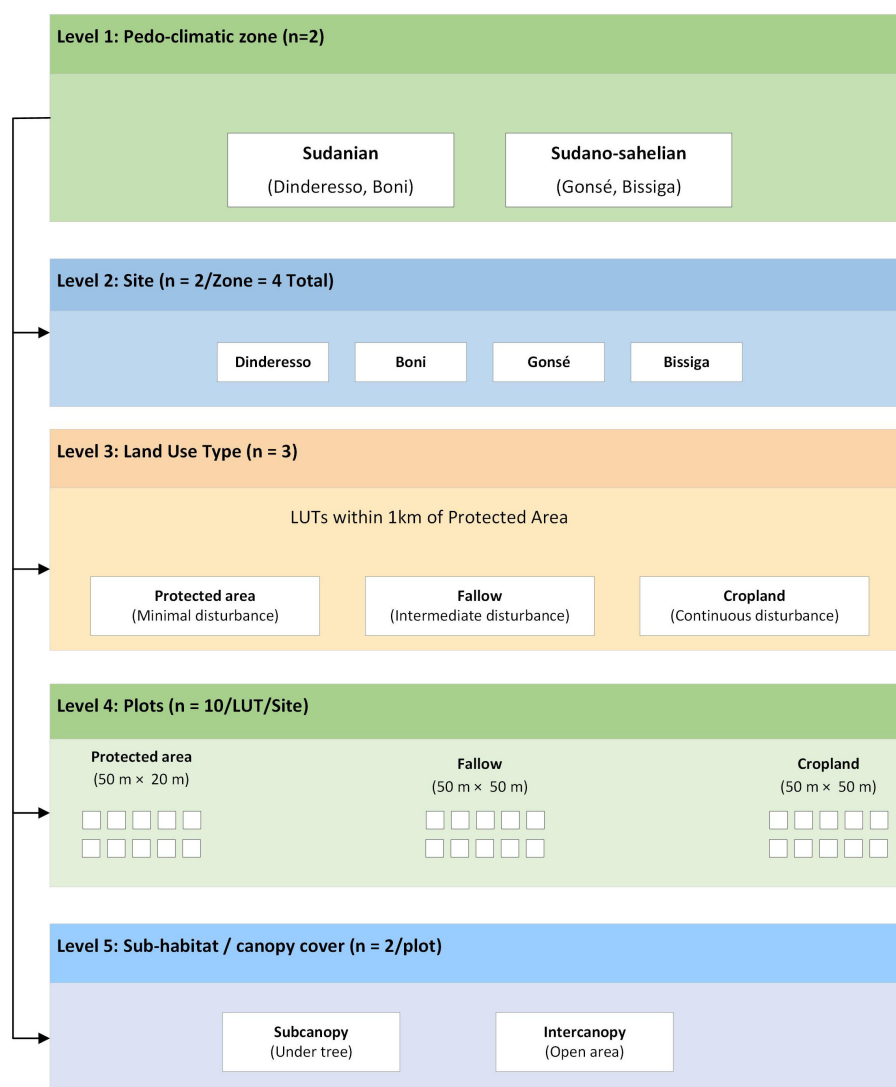 Level 1: Pedo-climatic zone (n=2)
Sudanian
(Dinderesso, Boni)
Sudano-sahelian
(Gonsé, Bissiga)
Level 2: Site (n = 2/Zone = 4 Total)
Dinderesso
Boni
Gonsé
Bissiga
Level 3: Land Use Type (n = 3)
LUTs within 1km of Protected Area
Protected area
(Minimal disturbance)
Fallow
(Intermediate disturbance)
Cropland
(Continuous disturbance)
Level 4: Plots (n = 10/LUT/Site)
Protected area
(50 m × 20 m)
Fallow
(50 m × 50 m)
Cropland
(50 m × 50 m)
Level 5: Sub-habitat / canopy cover (n = 2/plot)
Subcanopy
(Under tree)
Intercanopy
(Open area)